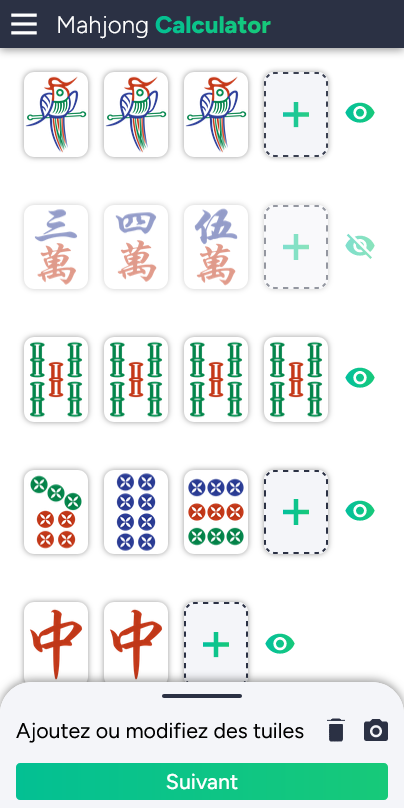 Mahjong Calculator
三 四 伍
萬 萬 萬
中 中
Ajoutez ou modifiez des tuiles
Suivant